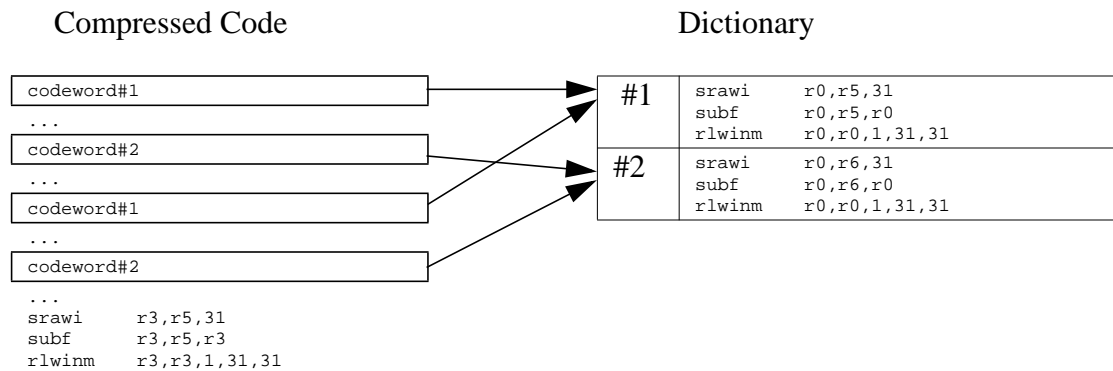 Compressed Code
codeword#1
...
codeword#2
...
codeword#1
...
codeword#2
...
srawi r3,r5,31
subf r3,r5,r3
rlwinm r3,r3,1,31,31
Dictionary
#1
srawi r0,r5,31
subf r0,r5,r0
rlwinm r0,r0,1,31,31
#2
srawi r0,r6,31
subf r0,r6,r0
rlwinm r0,r0,1,31,31